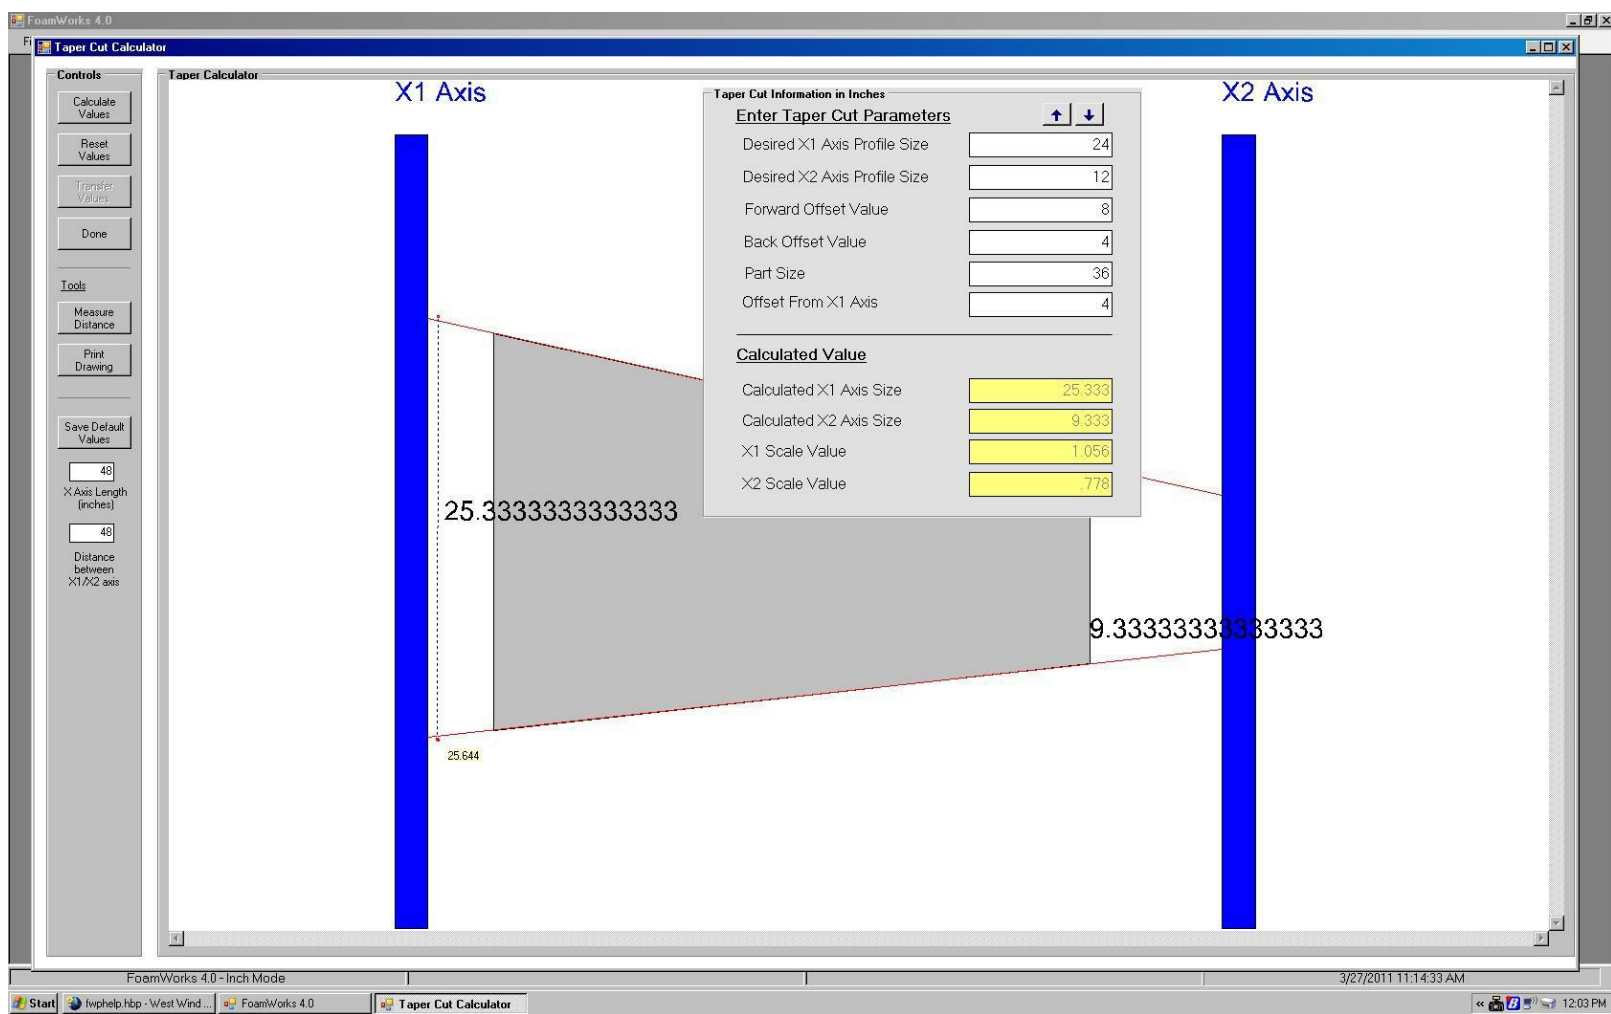 FoamWorks 4.0
Fi
Taper Cut Calculator
Controls
Calculate
Values
Reset
Values
Transfer
Values
Done
Tools
Measure
Distance
Print
Drawing
Save Default
Values
48
X Axis Length
(inches)
48
Distance
between
X1/X2 axis
Taper Calculator
X1 Axis
X2 Axis
Taper Cut Information in Inches
Enter Taper Cut Parameters
Desired X1 Axis Profile Size 24
Desired X2 Axis Profile Size 12
Forward Offset Value 8
Back Offset Value 4
Part Size 36
Offset From X1 Axis 4
Calculated Value
Calculated X1 Axis Size 25.333
Calculated X2 Axis Size 9.333
X1 Scale Value 1.056
X2 Scale Value .778
25.3333333333333
9.33333333333333
25.644
FoamWorks 4.0 - Inch Mode
3/27/2011 11:14:33 AM
Start
fwphelp.hbp - West Wind ...
FoamWorks 4.0
Taper Cut Calculator
12:03 PM